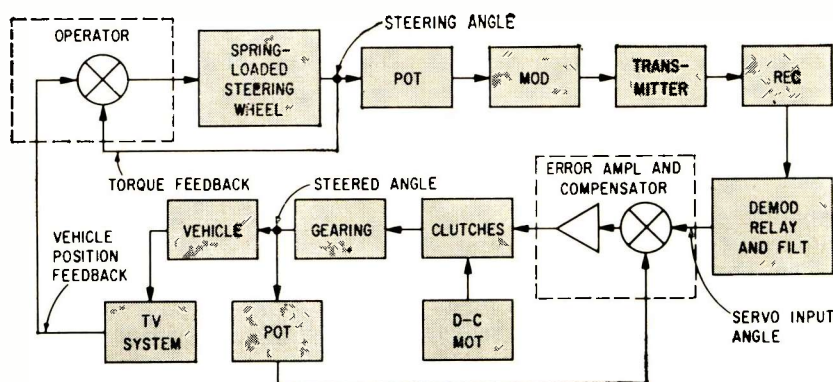 OPERATOR
STEERING ANGLE
SPRING-
LOADED
STEERING
WHEEL
POT
MOD
TRANS-
MITTER
REC
TORQUE FEEDBACK
STEERED ANGLE
ERROR AMPL AND
COMPENSATOR
VEHICLE
POSITION
FEEDBACK
VEHICLE
GEARING
CLUTCHES
DEMOD
RELAY
AND FILT
TV
SYSTEM
POT
D-C
MOT
SERVO INPUT
ANGLE